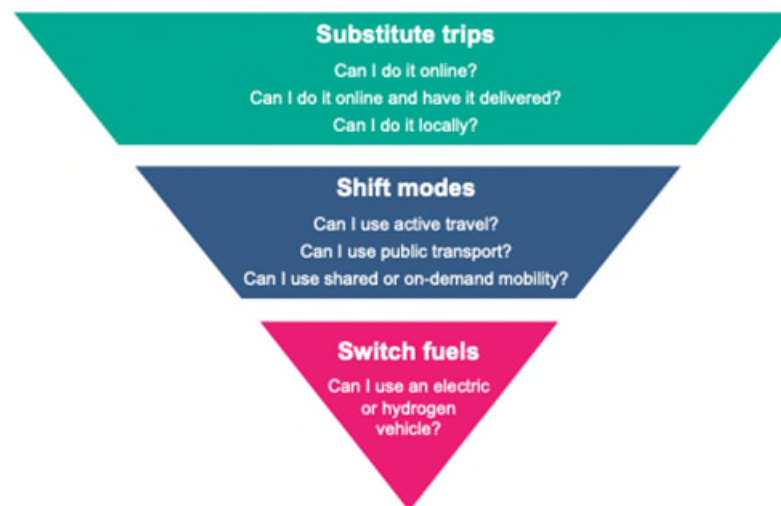 Substitute trips
Can I do it online?
Can I do it online and have it delivered?
Can I do it locally?
Shift modes
Can I use active travel?
Can I use public transport?
Can I use shared or on-demand mobility?
Switch fuels
Can I use an electric
or hydrogen
vehicle?